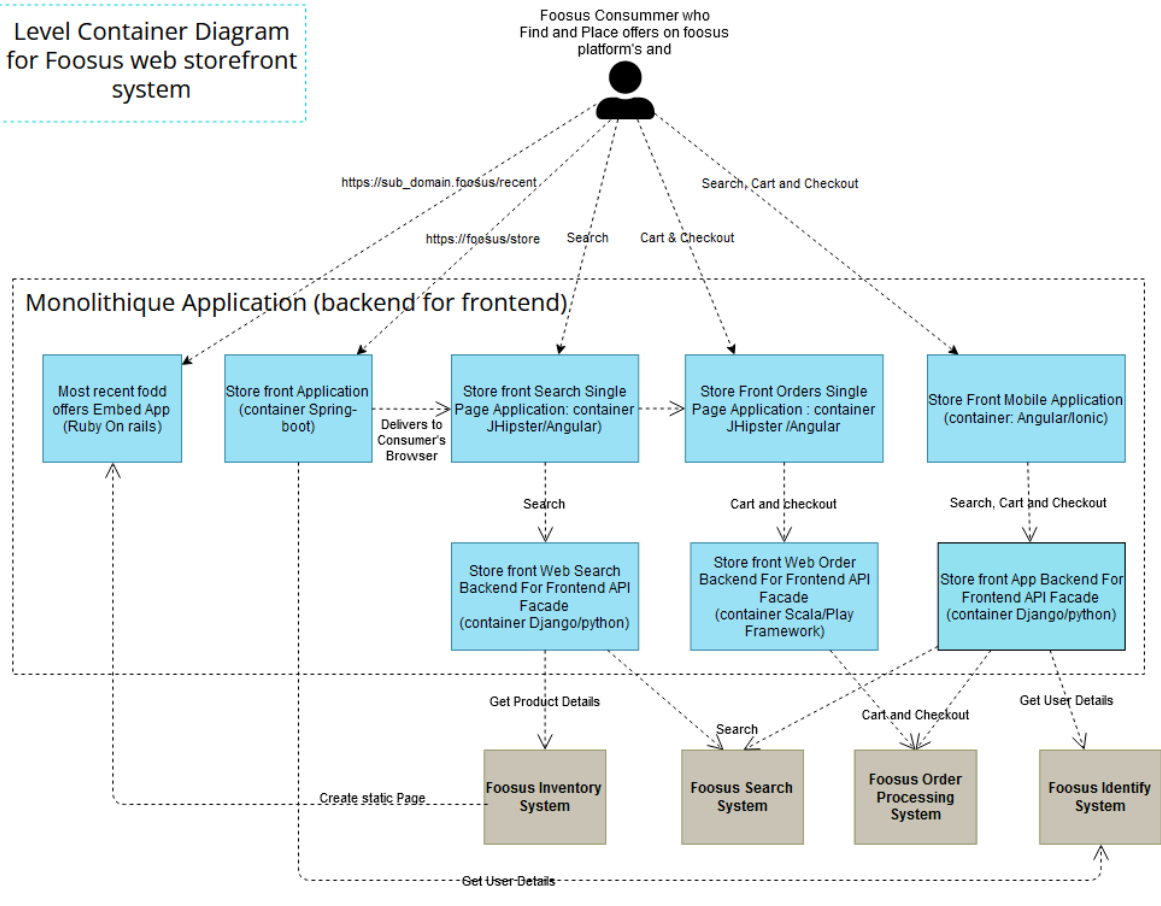 Level Container Diagram
for Foosus web storefront
system
Foosus Consummer who
Find and Place offers on foosus
platform's and
https://sub_domain.foosus/recent
Search, Cart and Checkout
https://foosus/store
Search
Cart & Checkout
Monolithique Application (backend for frontend)
Most recent fodd
offers Embed App
(Ruby On rails)
Store front Application
(container Spring-
boot)
Delivers to
Consumer's
Browser
Store front Search Single
Page Application: container
JHipster/Angular)
Store Front Orders Single
Page Application : container
JHipster /Angular
Store Front Mobile Application
(container: Angular/Ionic)
Search
Cart and checkout
Search, Cart and Checkout
Store front Web Search
Backend For Frontend API
Facade
(container Django/python)
Store front Web Order
Backend For Frontend API
Facade
(container Scala/Play
Framework)
Store front App Backend For
Frontend API Facade
(container Django/python)
Get Product Details
Search
Cart and Checkout
Get User Details
Foosus Inventory
System
Foosus Search
System
Foosus Order
Processing
System
Foosus Identify
System
Create static Page
Get User Details